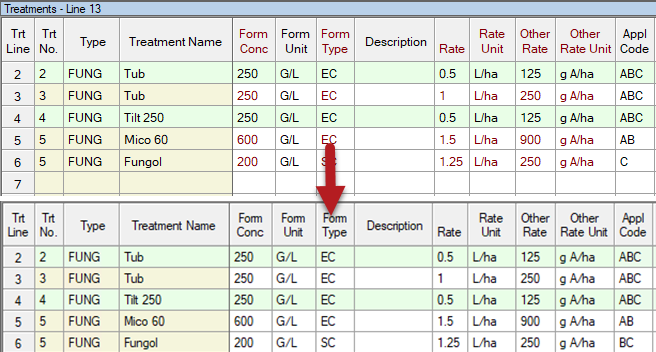 Treatments - Line 13
Trt Line Trt No. Type Treatment Name Form Conc Form Unit Form Type Description Rate Rate Unit Other Rate Other Rate Unit Appl Code
2 2 FUNG Tub 250 G/L EC 0.5 L/ha 125 g A/ha ABC
3 3 FUNG Tub 250 G/L EC 1 L/ha 250 g A/ha ABC
4 4 FUNG Tilt 250 250 G/L EC 0.5 L/ha 125 g A/ha ABC
5 5 FUNG Mico 60 600 G/L EC 1.5 L/ha 900 g A/ha AB
6 5 FUNG Fungol 200 G/L SC 1.25 L/ha 250 g A/ha C
7
Trt Line Trt No. Type Treatment Name Form Conc Form Unit Form Type Description Rate Rate Unit Other Rate Other Rate Unit Appl Code
2 2 FUNG Tub 250 G/L EC 0.5 L/ha 125 g A/ha ABC
3 3 FUNG Tub 250 G/L EC 1 L/ha 250 g A/ha ABC
4 4 FUNG Tilt 250 250 G/L EC 0.5 L/ha 125 g A/ha ABC
5 5 FUNG Mico 60 600 G/L EC 1.5 L/ha 900 g A/ha AB
6 5 FUNG Fungol 200 G/L SC 1.25 L/ha 250 g A/ha BC